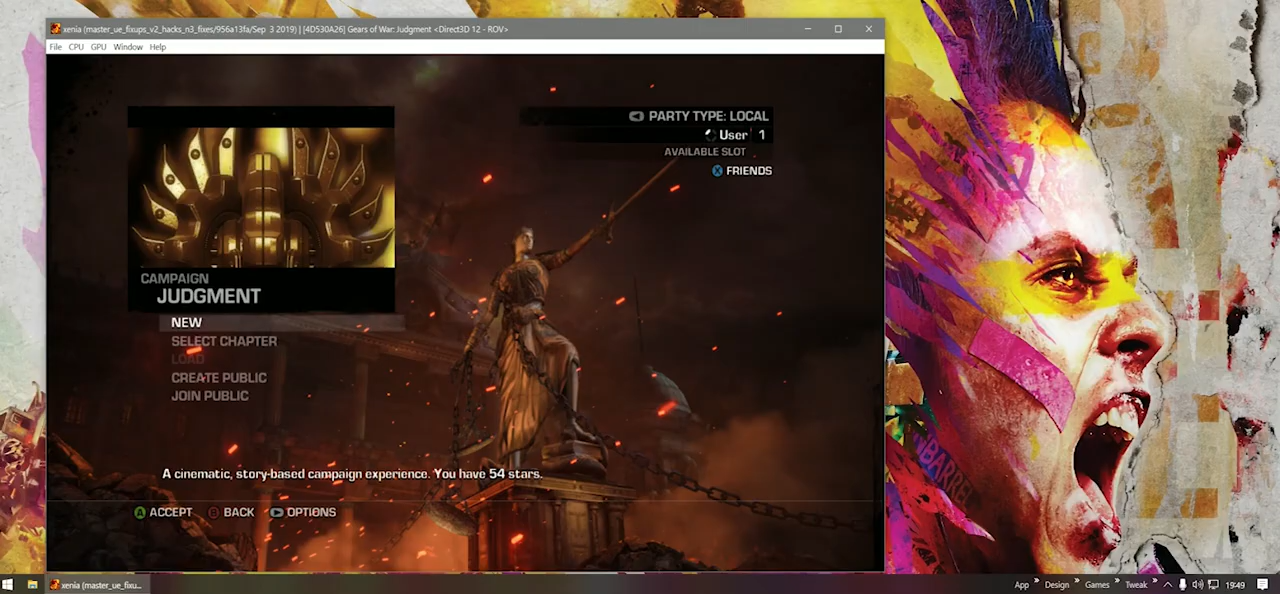 xenia (master_ue_fixups_v2_hacks_n3_fixes/956a13fa/Sep 3 2019) | [4D530A26] Gears of War: Judgment <Direct3D 12 - ROV>
File CPU GPU Window Help
PARTY TYPE: LOCAL
User 1
AVAILABLE SLOT
X FRIENDS
CAMPAIGN
JUDGMENT
NEW
SELECT CHAPTER
LOAD
CREATE PUBLIC
JOIN PUBLIC
A cinematic, story-based campaign experience. You have 54 stars.
A ACCEPT B BACK OPTIONS
BARREL
xenia (master_ue_fixu...
App » Design » Games » Tweak » 19:49